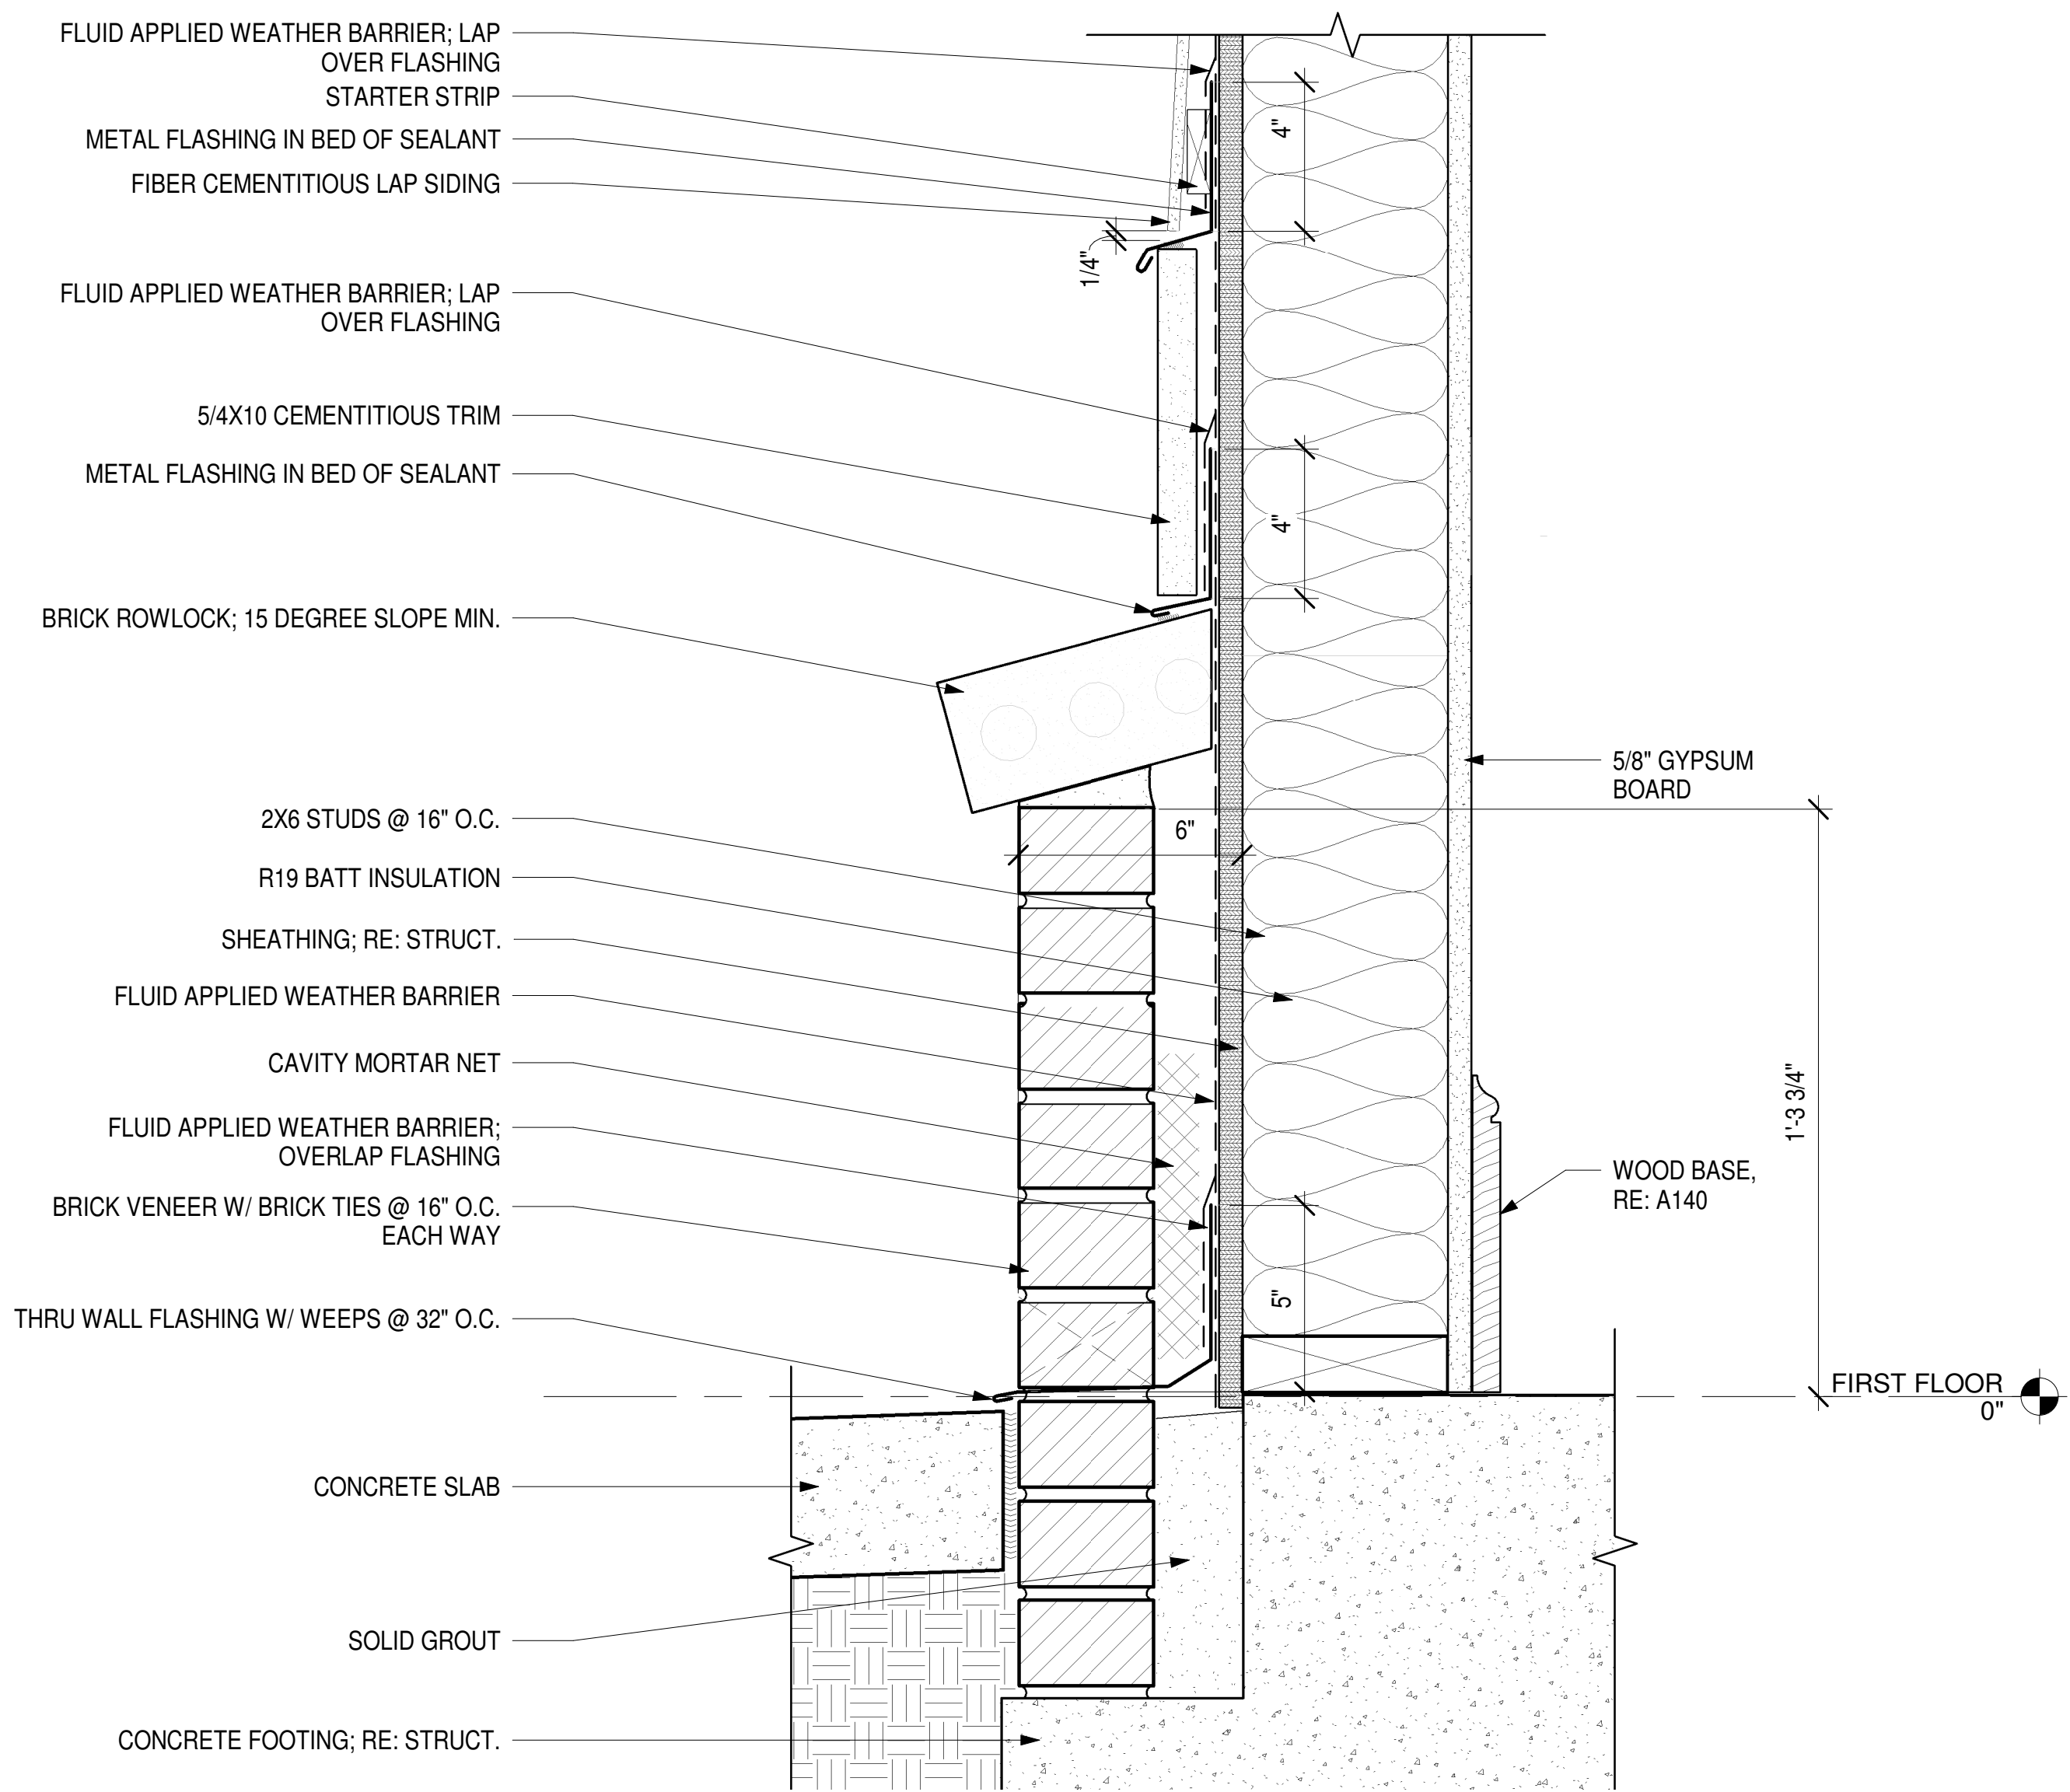 FLUID APPLIED WEATHER BARRIER; LAP
OVER FLASHING
STARTER STRIP
METAL FLASHING IN BED OF SEALANT
FIBER CEMENTITIOUS LAP SIDING
FLUID APPLIED WEATHER BARRIER; LAP
OVER FLASHING
5/4X10 CEMENTITIOUS TRIM
METAL FLASHING IN BED OF SEALANT
BRICK ROWLOCK; 15 DEGREE SLOPE MIN.
2X6 STUDS @ 16" O.C.
R19 BATT INSULATION
SHEATHING; RE: STRUCT.
FLUID APPLIED WEATHER BARRIER
CAVITY MORTAR NET
FLUID APPLIED WEATHER BARRIER;
OVERLAP FLASHING
BRICK VENEER W/ BRICK TIES @ 16" O.C.
EACH WAY
THRU WALL FLASHING W/ WEEPS @ 32" O.C.
CONCRETE SLAB
SOLID GROUT
CONCRETE FOOTING; RE: STRUCT.
4"
1/4"
4"
6"
5"
5/8" GYPSUM
BOARD
1'-3 3/4"
WOOD BASE,
RE: A140
FIRST FLOOR
0"